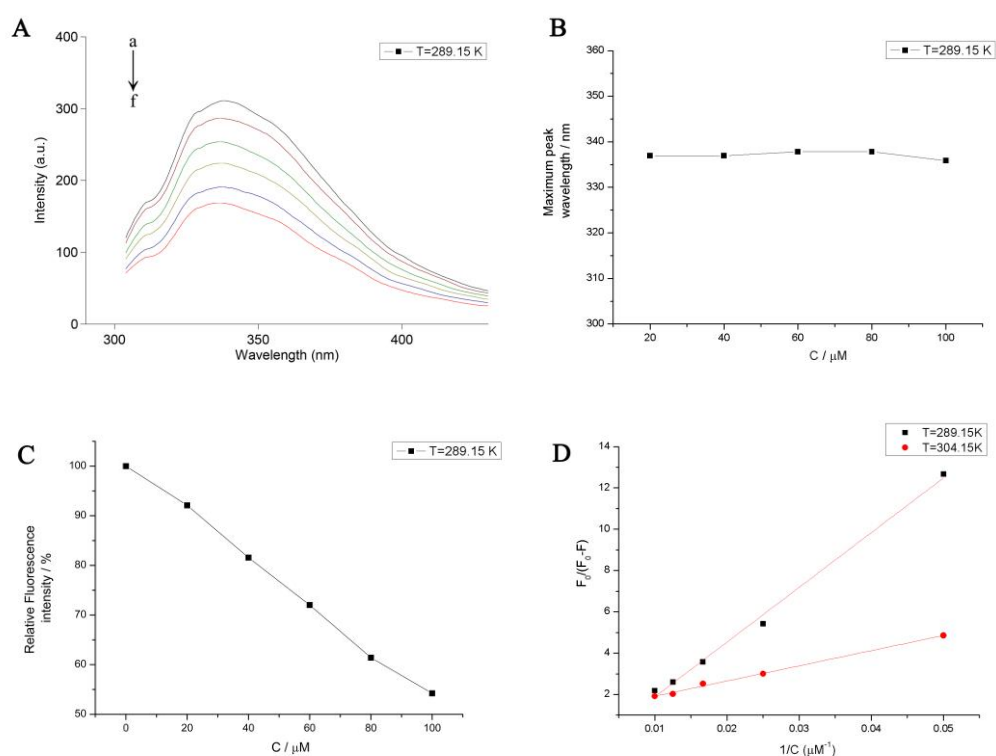 A
a
f
T=289.15 K
400
300
200
100
0
300
350
400
Intensity (a.u.)
Wavelength (nm)
B
T=289.15 K
360
350
340
330
320
310
300
20
40
60
80
100
Maximum peak
wavelength / nm
C / μM
C
T=289.15 K
100
90
80
70
60
50
0
20
40
60
80
100
Relative Fluorescence
intensity / %
C / μM
D
T=289.15K
T=304.15K
14
12
10
8
6
4
2
0.01
0.02
0.03
0.04
0.05
F₀/(F₀-F)
1/C (μM⁻¹)